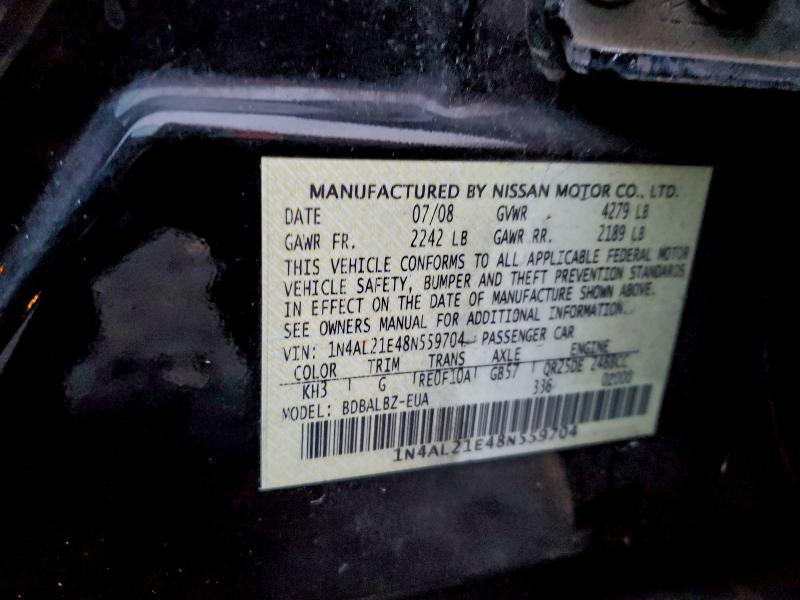 MANUFACTURED BY NISSAN MOTOR CO., LTD.
DATE 07/08 GVWR 4279 LB
GAWR FR. 2242 LB GAWR RR. 2189 LB
THIS VEHICLE CONFORMS TO ALL APPLICABLE FEDERAL MOTOR
VEHICLE SAFETY, BUMPER AND THEFT PREVENTION STANDARDS
IN EFFECT ON THE DATE OF MANUFACTURE SHOWN ABOVE.
SEE OWNERS MANUAL FOR ADDITIONAL INFORMATION.
VIN: 1N4AL21E48N559704 PASSENGER CAR
COLOR TRIM TRANS AXLE ENGINE
KH3 G RE0F10A GB57 QR25DE 2488CC
336
MODEL: BDBALBZ-EUA
1N4AL21E48N559704